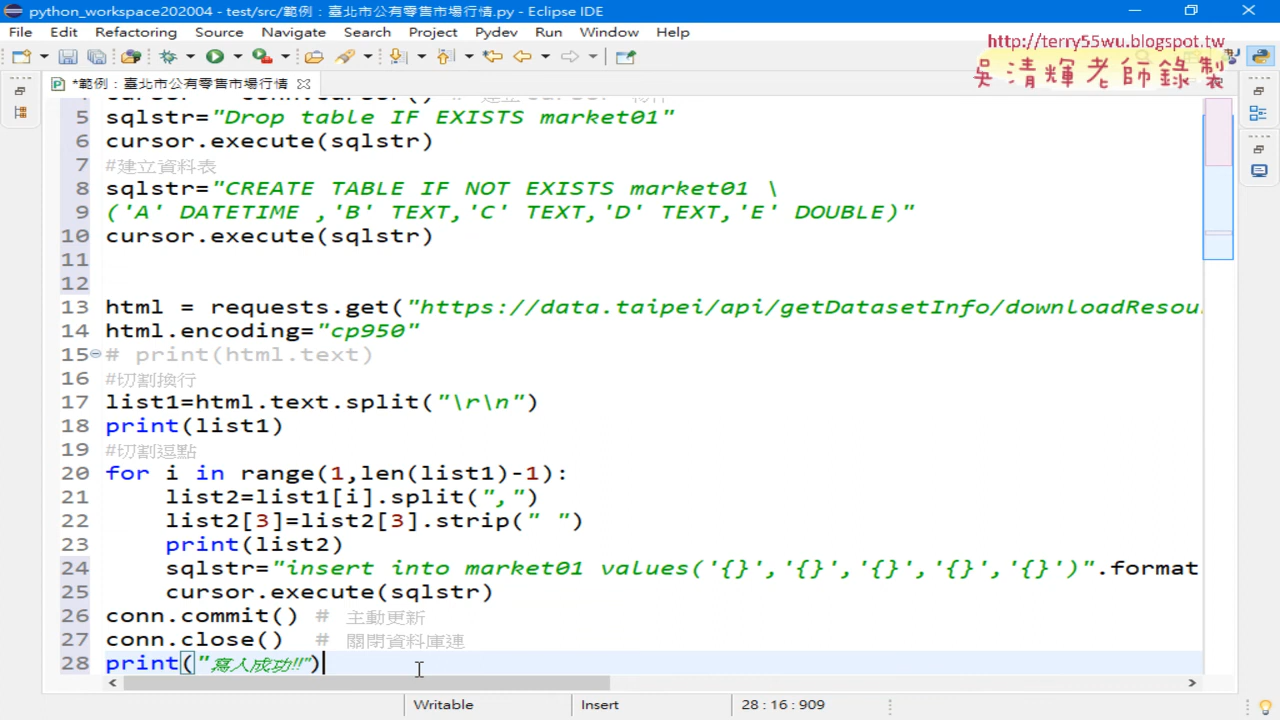 python_workspace202004 - test/src/範例：臺北市公有零售市場行情.py - Eclipse IDE
File Edit Refactoring Source Navigate Search Project Pydev Run Window Help
http://terry55wu.blogspot.tw
吳清輝老師錄製
*範例：臺北市公有零售市場行情
5 sqlstr="Drop table IF EXISTS market01"
6 cursor.execute(sqlstr)
7 #建立資料表
8 sqlstr="CREATE TABLE IF NOT EXISTS market01 \
9 ('A' DATETIME ,'B' TEXT,'C' TEXT,'D' TEXT,'E' DOUBLE)"
10 cursor.execute(sqlstr)
11
12
13 html = requests.get("https://data.taipei/api/getDatasetInfo/downloadResou
14 html.encoding="cp950"
15 # print(html.text)
16 #切割換行
17 list1=html.text.split("\r\n")
18 print(list1)
19 #切割逗點
20 for i in range(1,len(list1)-1):
21 list2=list1[i].split(",")
22 list2[3]=list2[3].strip(" ")
23 print(list2)
24 sqlstr="insert into market01 values('{}','{}','{}','{}','{}')".format
25 cursor.execute(sqlstr)
26 conn.commit() # 主動更新
27 conn.close() # 關閉資料庫連
28 print("寫入成功!!")
Writable Insert 28 : 16 : 909